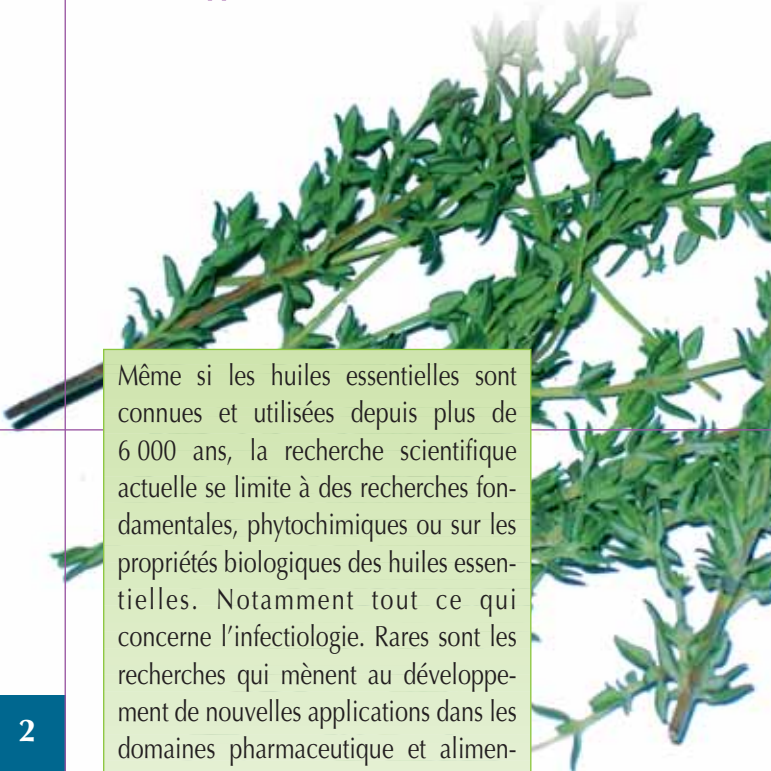 Même si les huiles essentielles sont
connues et utilisées depuis plus de
6 000 ans, la recherche scientifique
actuelle se limite à des recherches fon-
damentales, phytochimiques ou sur les
propriétés biologiques des huiles essen-
tielles. Notamment tout ce qui
concerne l'infectiologie. Rares sont les
recherches qui mènent au développe-
ment de nouvelles applications dans les
domaines pharmaceutique et alimen-
2